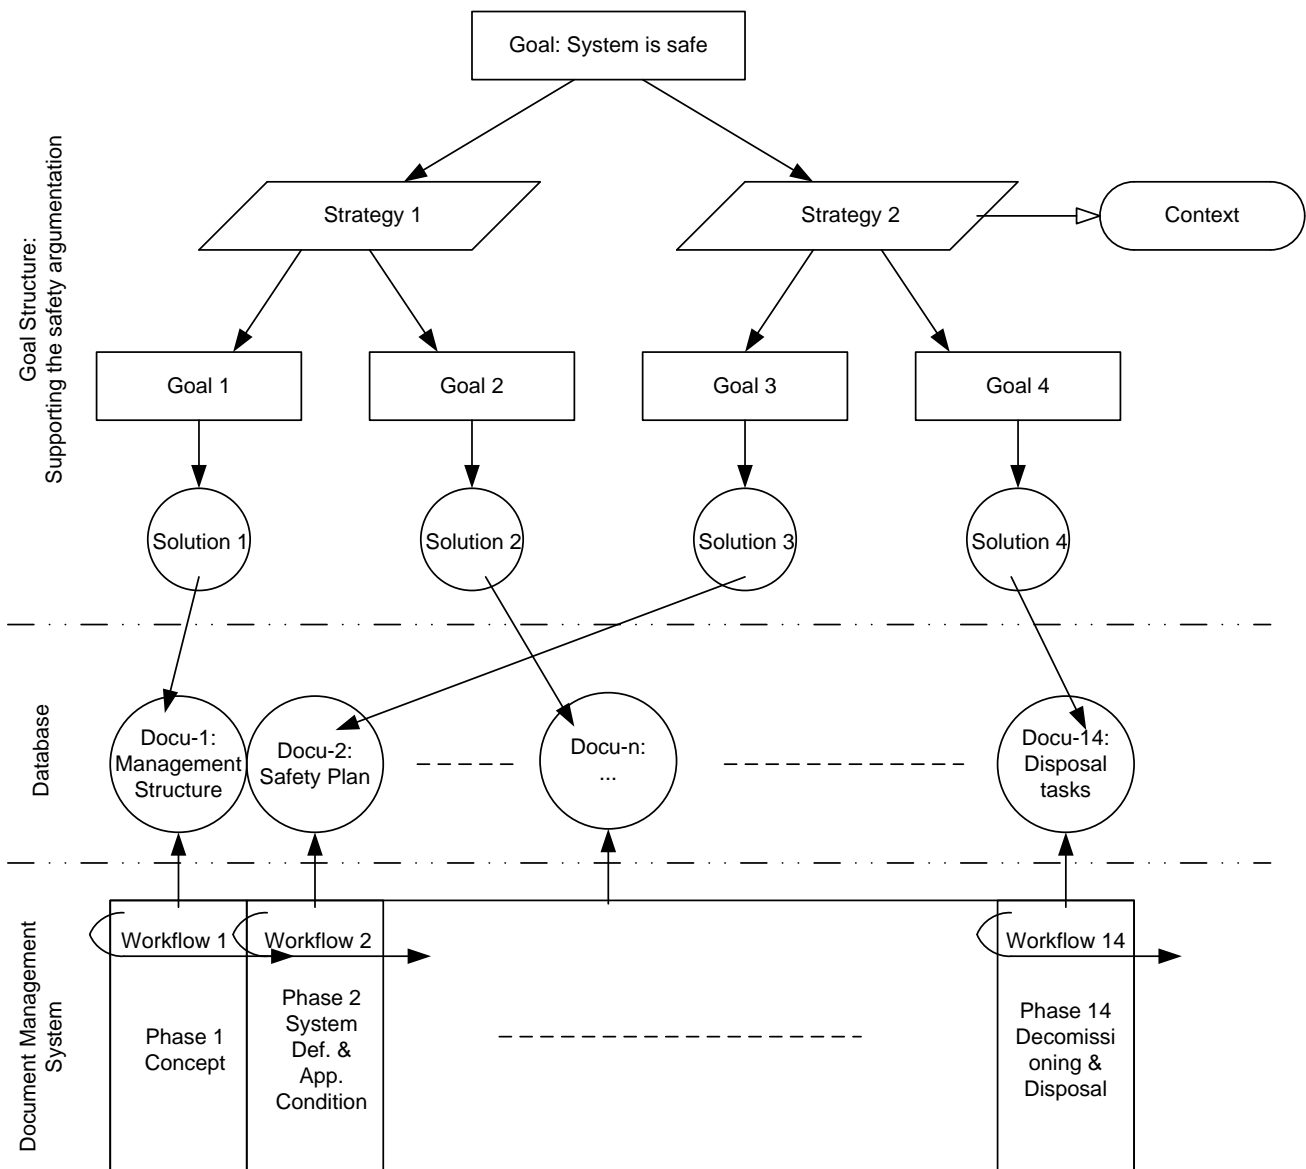 Goal: System is safe
Goal Structure:
Supporting the safety argumentation
Strategy 1
Strategy 2
Context
Goal 1
Goal 2
Goal 3
Goal 4
Solution 1
Solution 2
Solution 3
Solution 4
Database
Docu-1:
Management
Structure
Docu-2:
Safety Plan
Docu-n:
...
Docu-14:
Disposal
tasks
Document Management
System
Workflow 1
Workflow 2
Workflow 14
Phase 1
Concept
Phase 2
System
Def. &
App.
Condition
Phase 14
Decomissi
oning &
Disposal